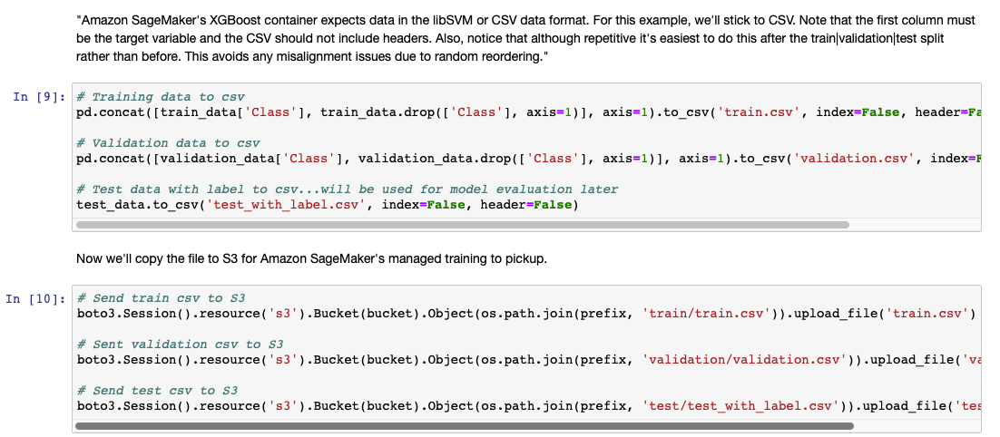 "Amazon SageMaker's XGBoost container expects data in the libSVM or CSV data format. For this example, we'll stick to CSV. Note that the first column must
be the target variable and the CSV should not include headers. Also, notice that although repetitive it's easiest to do this after the train|validation|test split
rather than before. This avoids any misalignment issues due to random reordering."
In [9]:
# Training data to csv
pd.concat([train_data['Class'], train_data.drop(['Class'], axis=1)], axis=1).to_csv('train.csv', index=False, header=Fa
# Validation data to csv
pd.concat([validation_data['Class'], validation_data.drop(['Class'], axis=1)], axis=1).to_csv('validation.csv', index=F
# Test data with label to csv...will be used for model evaluation later
test_data.to_csv('test_with_label.csv', index=False, header=False)
Now we'll copy the file to S3 for Amazon SageMaker's managed training to pickup.
In [10]:
# Send train csv to S3
boto3.Session().resource('s3').Bucket(bucket).Object(os.path.join(prefix, 'train/train.csv')).upload_file('train.csv')
# Sent validation csv to S3
boto3.Session().resource('s3').Bucket(bucket).Object(os.path.join(prefix, 'validation/validation.csv')).upload_file('va
# Send test csv to S3
boto3.Session().resource('s3').Bucket(bucket).Object(os.path.join(prefix, 'test/test_with_label.csv')).upload_file('tes